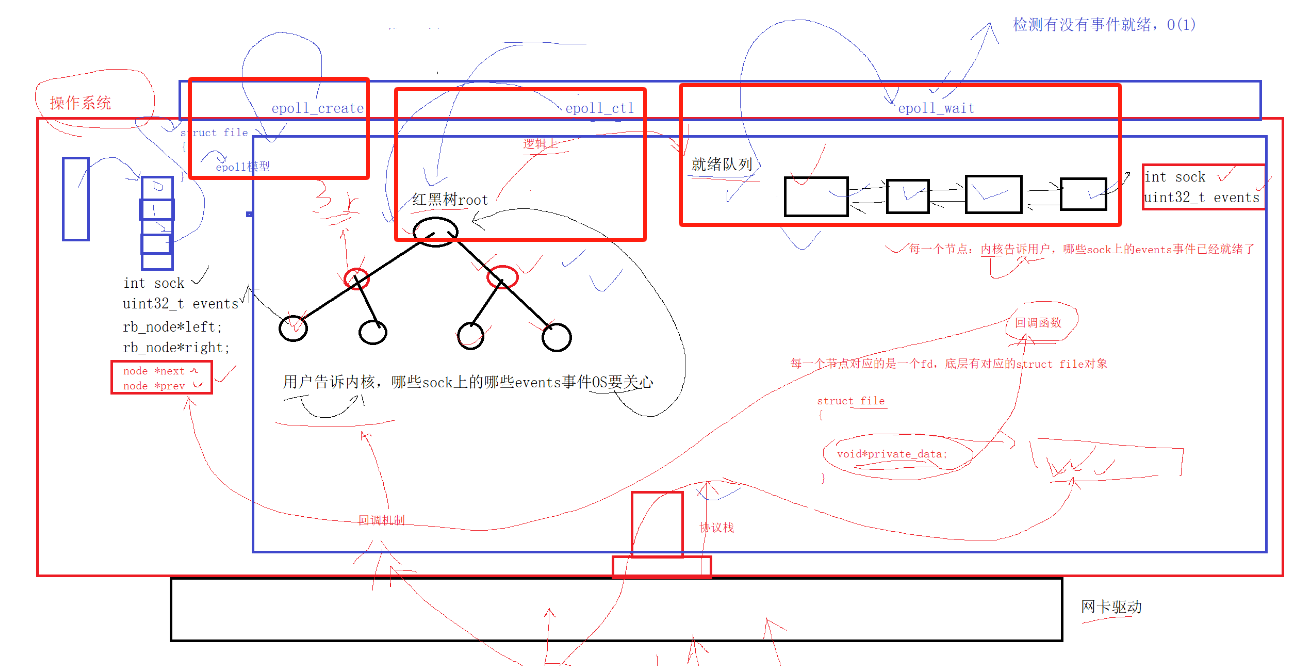 检测有没有事件就绪，O(1)
操作系统
epoll_create
epoll_ctl
epoll_wait
struct file
{
epoll模型
}
逻辑上
就绪队列
int sock
uint32_t events
红黑树root
每一个节点：内核告诉用户，哪些sock上的events事件已经就绪了
int sock
uint32_t events
rb_node*left;
rb_node*right;
node *next
node *prev
回调函数
每一个节点对应的是一个fd，底层有对应的struct file对象
用户告诉内核，哪些sock上的哪些events事件OS要关心
struct file
{
void*private_data;
}
回调机制
协议栈
网卡驱动